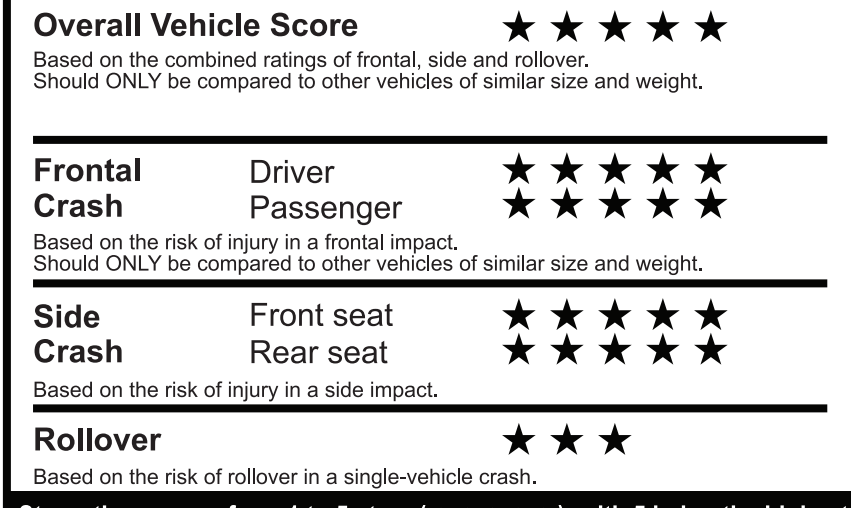 Overall Vehicle Score ★ ★ ★ ★ ★
Based on the combined ratings of frontal, side and rollover.
Should ONLY be compared to other vehicles of similar size and weight.
Frontal Driver ★ ★ ★ ★ ★
Crash Passenger ★ ★ ★ ★ ★
Based on the risk of injury in a frontal impact.
Should ONLY be compared to other vehicles of similar size and weight.
Side Front seat ★ ★ ★ ★ ★
Crash Rear seat ★ ★ ★ ★ ★
Based on the risk of injury in a side impact.
Rollover ★ ★ ★
Based on the risk of rollover in a single-vehicle crash.